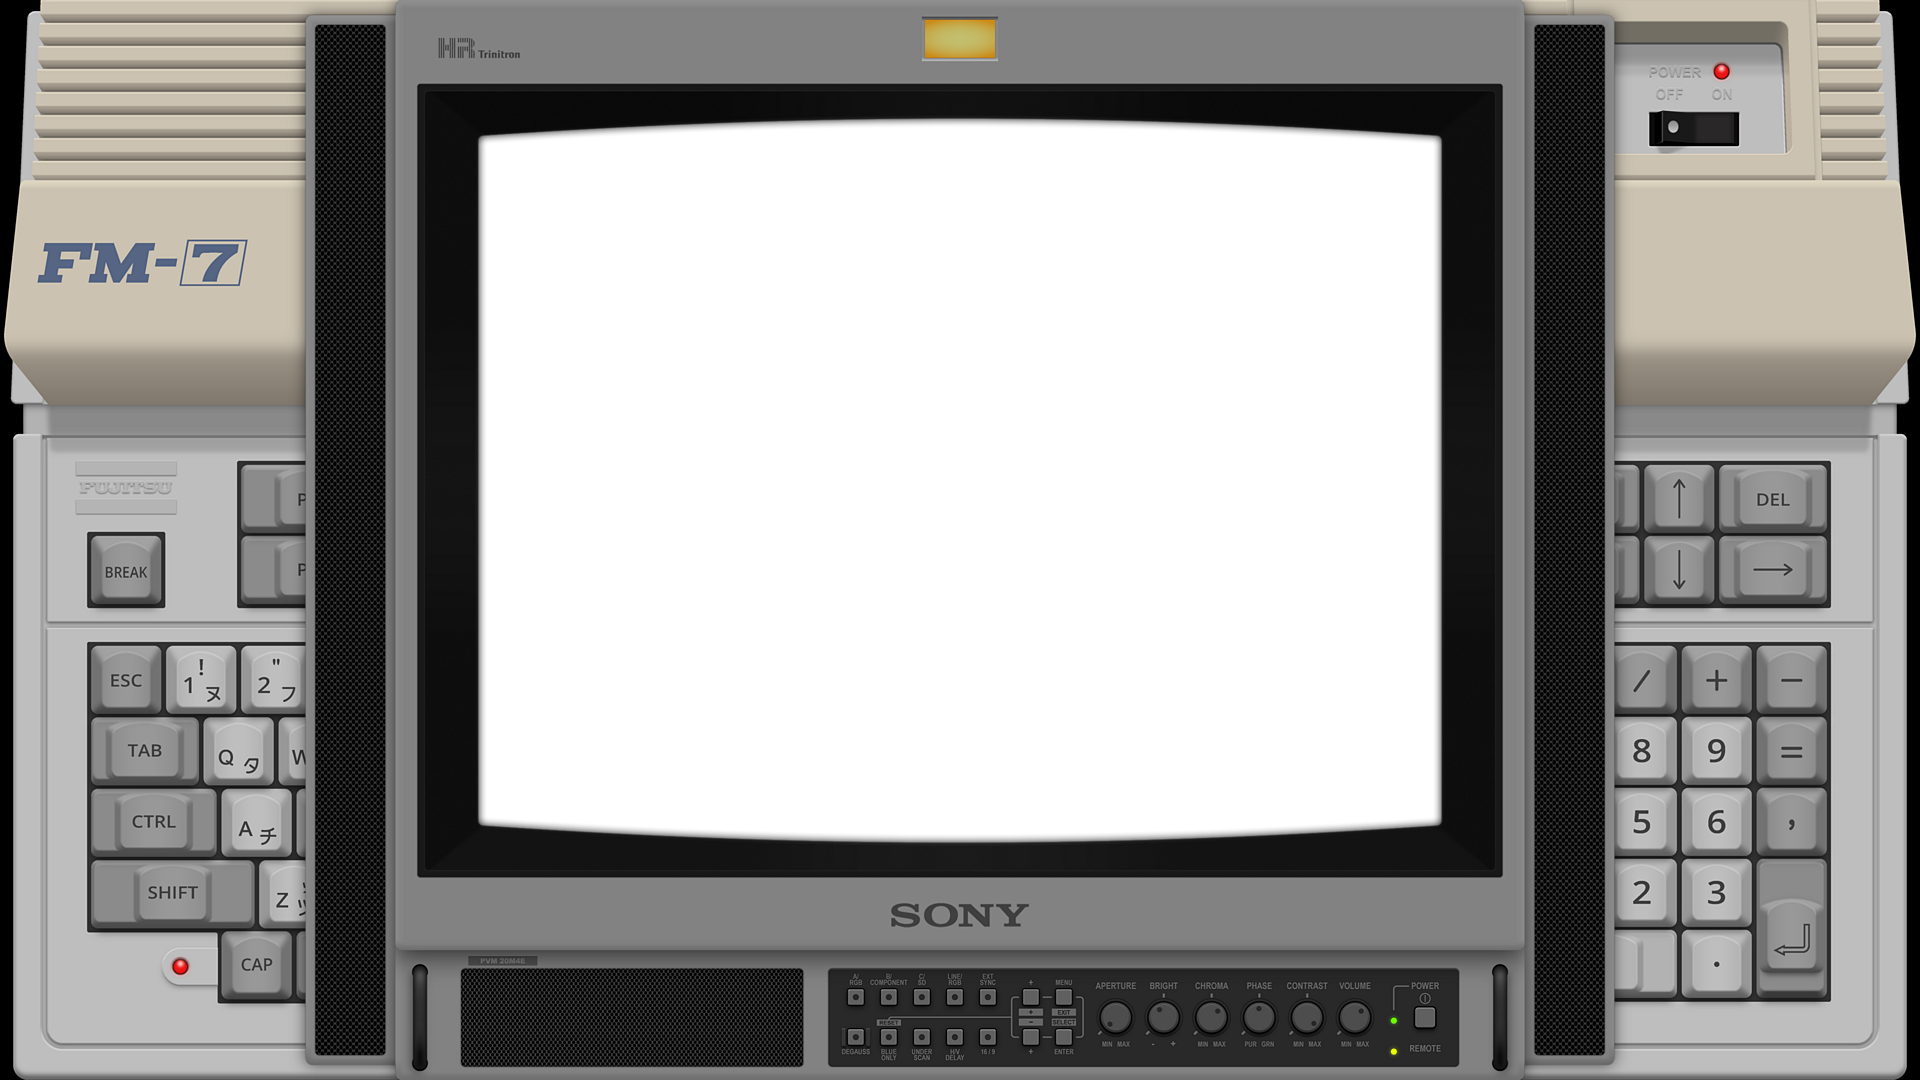 HR Trinitron
POWER
OFF ON
FM-7
FUJITSU
P
DEL
BREAK
P
↑
↓
→
ESC
! 1 ヌ
" 2 フ
/ + -
TAB
Q タ
W
8 9 =
CTRL
A チ
5 6 ,
SHIFT
Z ツ
2 3
CAP
.
SONY
PVM 20M4E
A/ RGB
B/ COMPONENT
C/ SD
LINE/ RGB
EXT SYNC
+
MENU
APERTURE BRIGHT CHROMA PHASE CONTRAST VOLUME
POWER
+ EXIT
RESET
- SELECT
MIN MAX - + MIN MAX PUR GRN MIN MAX MIN MAX
DEGAUSS
BLUE ONLY
UNDER SCAN
H/V DELAY
16 / 9
+
ENTER
REMOTE